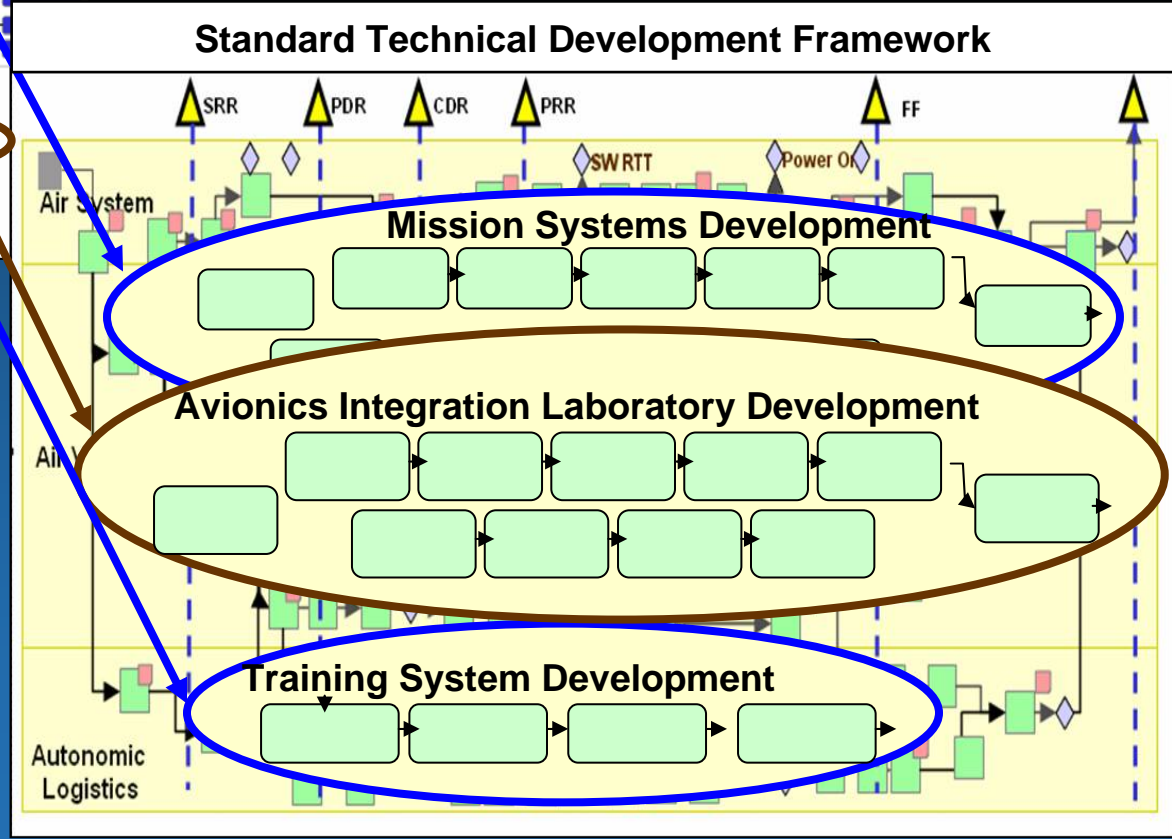 Standard Technical Development Framework
SRR
PDR
CDR
PRR
FF
SW RTT
Power On
Air System
Mission Systems Development
Avionics Integration Laboratory Development
Air
Training System Development
Autonomic
Logistics